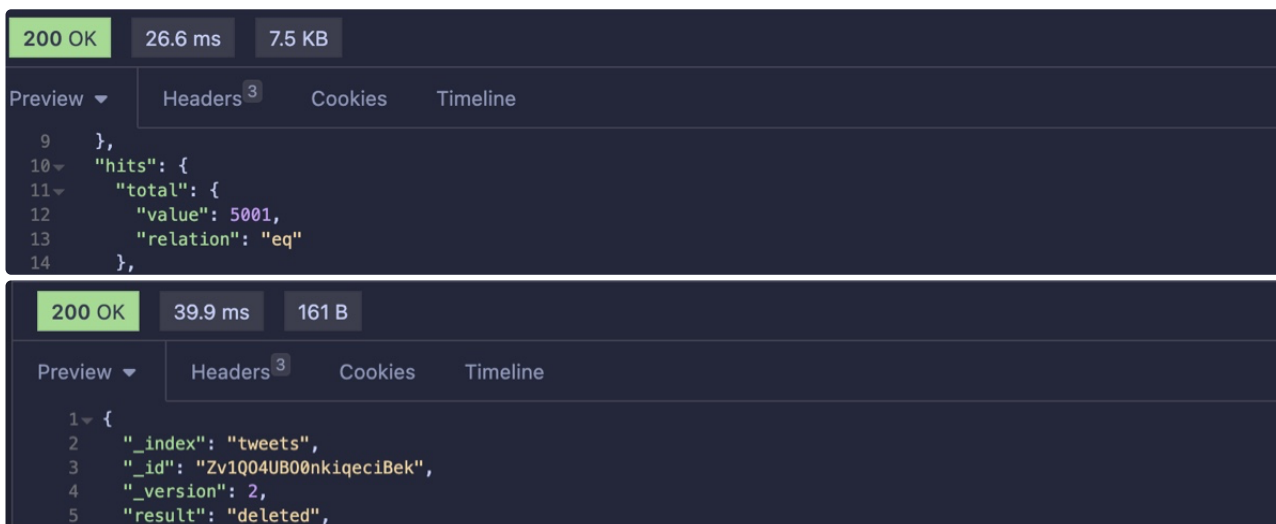 200 OK 26.6 ms 7.5 KB
Preview Headers 3 Cookies Timeline
9 },
10 "hits": {
11 "total": {
12 "value": 5001,
13 "relation": "eq"
14 },
200 OK 39.9 ms 161 B
Preview Headers 3 Cookies Timeline
1 {
2 "_index": "tweets",
3 "_id": "Zv1QO4UBO0nkiqeciBek",
4 "_version": 2,
5 "result": "deleted",